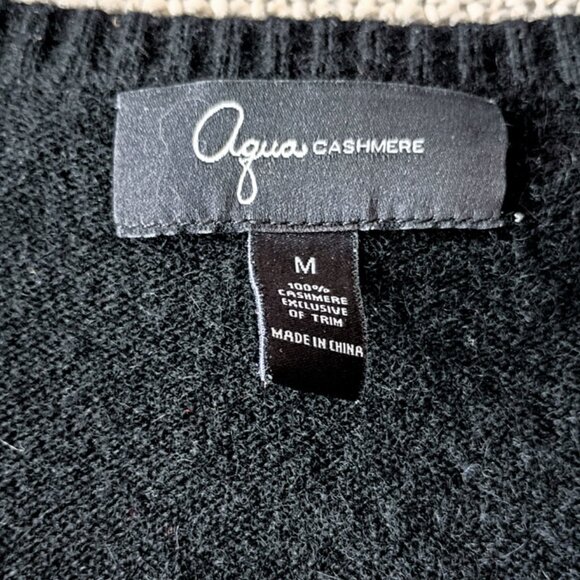 Aqua CASHMERE
M
100%
CASHMERE
EXCLUSIVE
OF TRIM
MADE IN CHINA